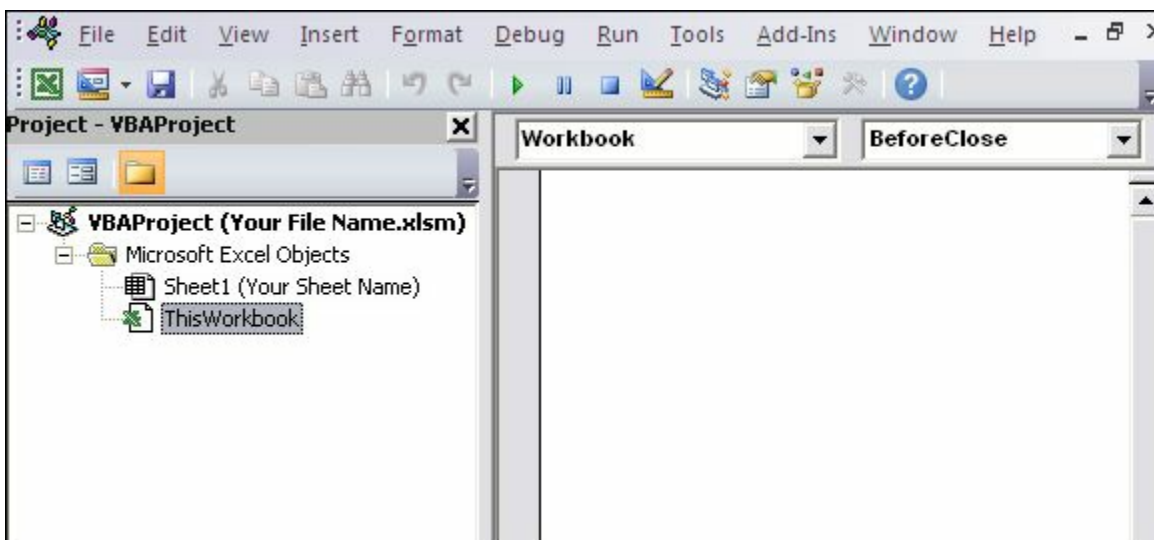 File Edit View Insert Format Debug Run Tools Add-Ins Window Help
Project - VBAProject
Workbook BeforeClose
VBAProject (Your File Name.xlsm)
Microsoft Excel Objects
Sheet1 (Your Sheet Name)
ThisWorkbook